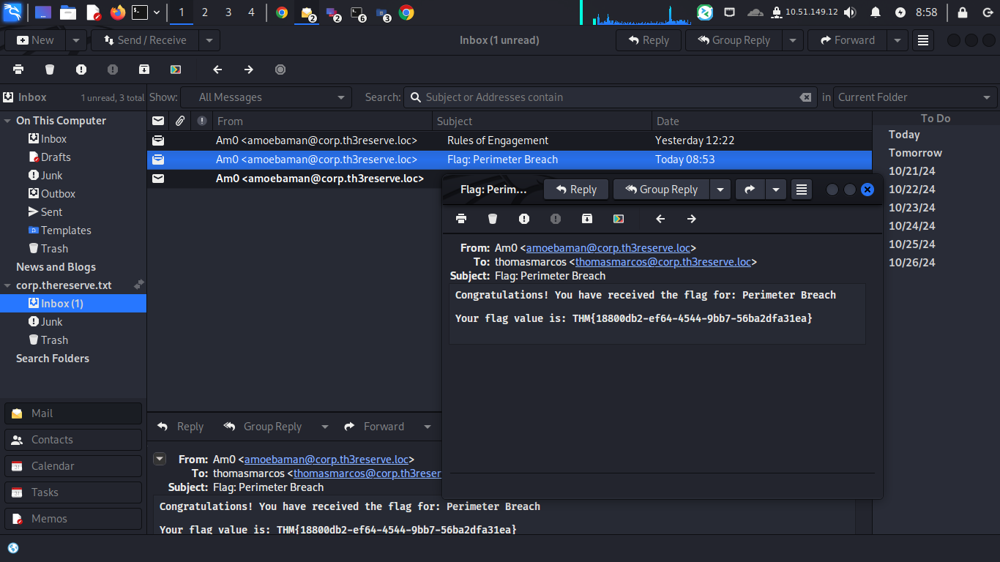 1 2 3 4 2 2 6 3 10.51.149.12 8:58
New Send / Receive Inbox (1 unread) Reply Group Reply Forward
Inbox 1 unread, 3 total Show: All Messages Search: Subject or Addresses contain in Current Folder
On This Computer
Inbox
Drafts
Junk
Outbox
Sent
Templates
Trash
News and Blogs
corp.thereserve.txt
Inbox (1)
Junk
Trash
Search Folders
Mail
Contacts
Calendar
Tasks
Memos
From Subject Date
Am0 <amoebaman@corp.th3reserve.loc> Rules of Engagement Yesterday 12:22
Am0 <amoebaman@corp.th3reserve.loc> Flag: Perimeter Breach Today 08:53
Am0 <amoebaman@corp.th3reserve.loc>
Flag: Perim... Reply Group Reply
From: Am0 <amoebaman@corp.th3reserve.loc>
To: thomasmarcos <thomasmarcos@corp.th3reserve.loc>
Subject: Flag: Perimeter Breach
Congratulations! You have received the flag for: Perimeter Breach
Your flag value is: THM{18800db2-ef64-4544-9bb7-56ba2dfa31ea}
Reply Group Reply Forward
From: Am0 <amoebaman@corp.th3reserve.loc>
To: thomasmarcos <thomasmarcos@corp.th3reser
Subject: Flag: Perimeter Breach
Congratulations! You have received the flag for: Perimeter Breach
Your flag value is: THM{18800db2-ef64-4544-9bb7-56ba2dfa31ea}
To Do
Today
Tomorrow
10/21/24
10/22/24
10/23/24
10/24/24
10/25/24
10/26/24